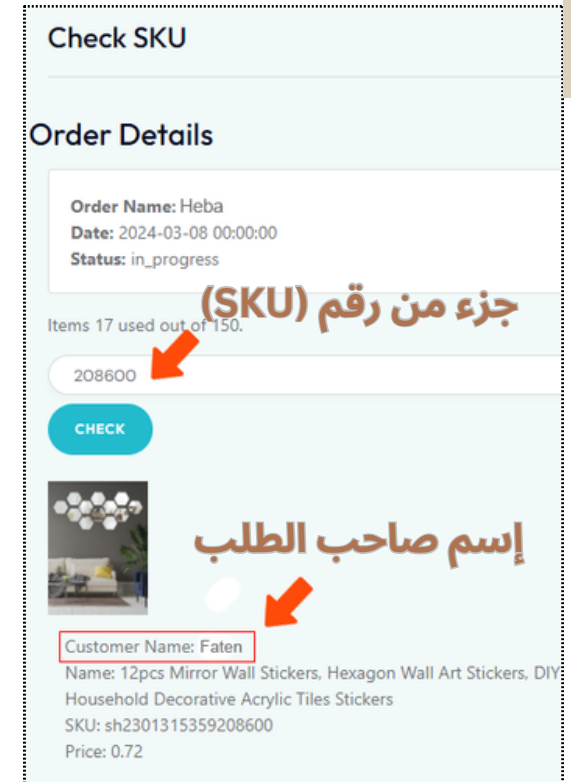 Check SKU
Order Details
Order Name: Heba
Date: 2024-03-08 00:00:00
Status: in_progress
جزء من رقم (SKU)
Items 17 used out of 150.
208600
CHECK
إسم صاحب الطلب
Customer Name: Faten
Name: 12pcs Mirror Wall Stickers, Hexagon Wall Art Stickers, DIY
Household Decorative Acrylic Tiles Stickers
SKU: sh2301315359208600
Price: 0.72